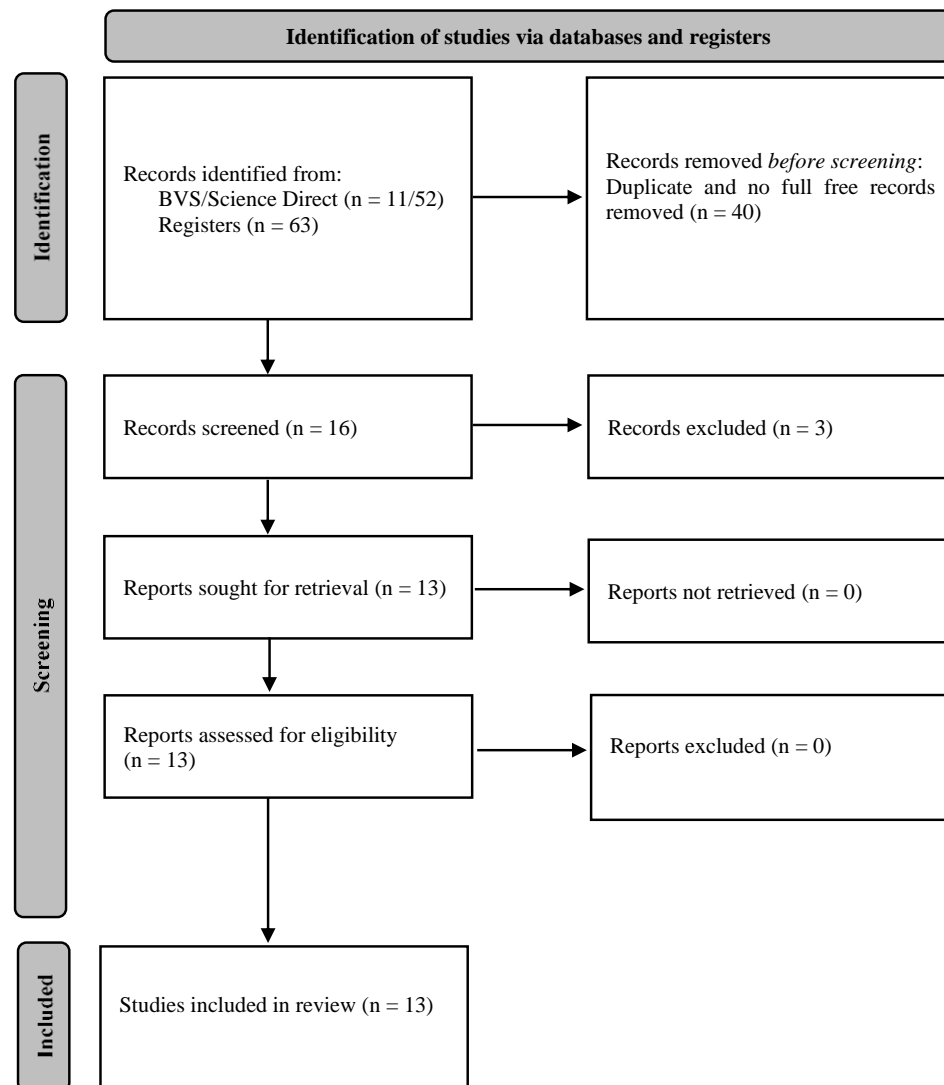 Identification of studies via databases and registers
Identification
Records identified from:
BVS/Science Direct (n = 11/52)
Registers (n = 63)
Records removed before screening:
Duplicate and no full free records
removed (n = 40)
Screening
Records screened (n = 16)
Records excluded (n = 3)
Reports sought for retrieval (n = 13)
Reports not retrieved (n = 0)
Reports assessed for eligibility
(n = 13)
Reports excluded (n = 0)
Included
Studies included in review (n = 13)